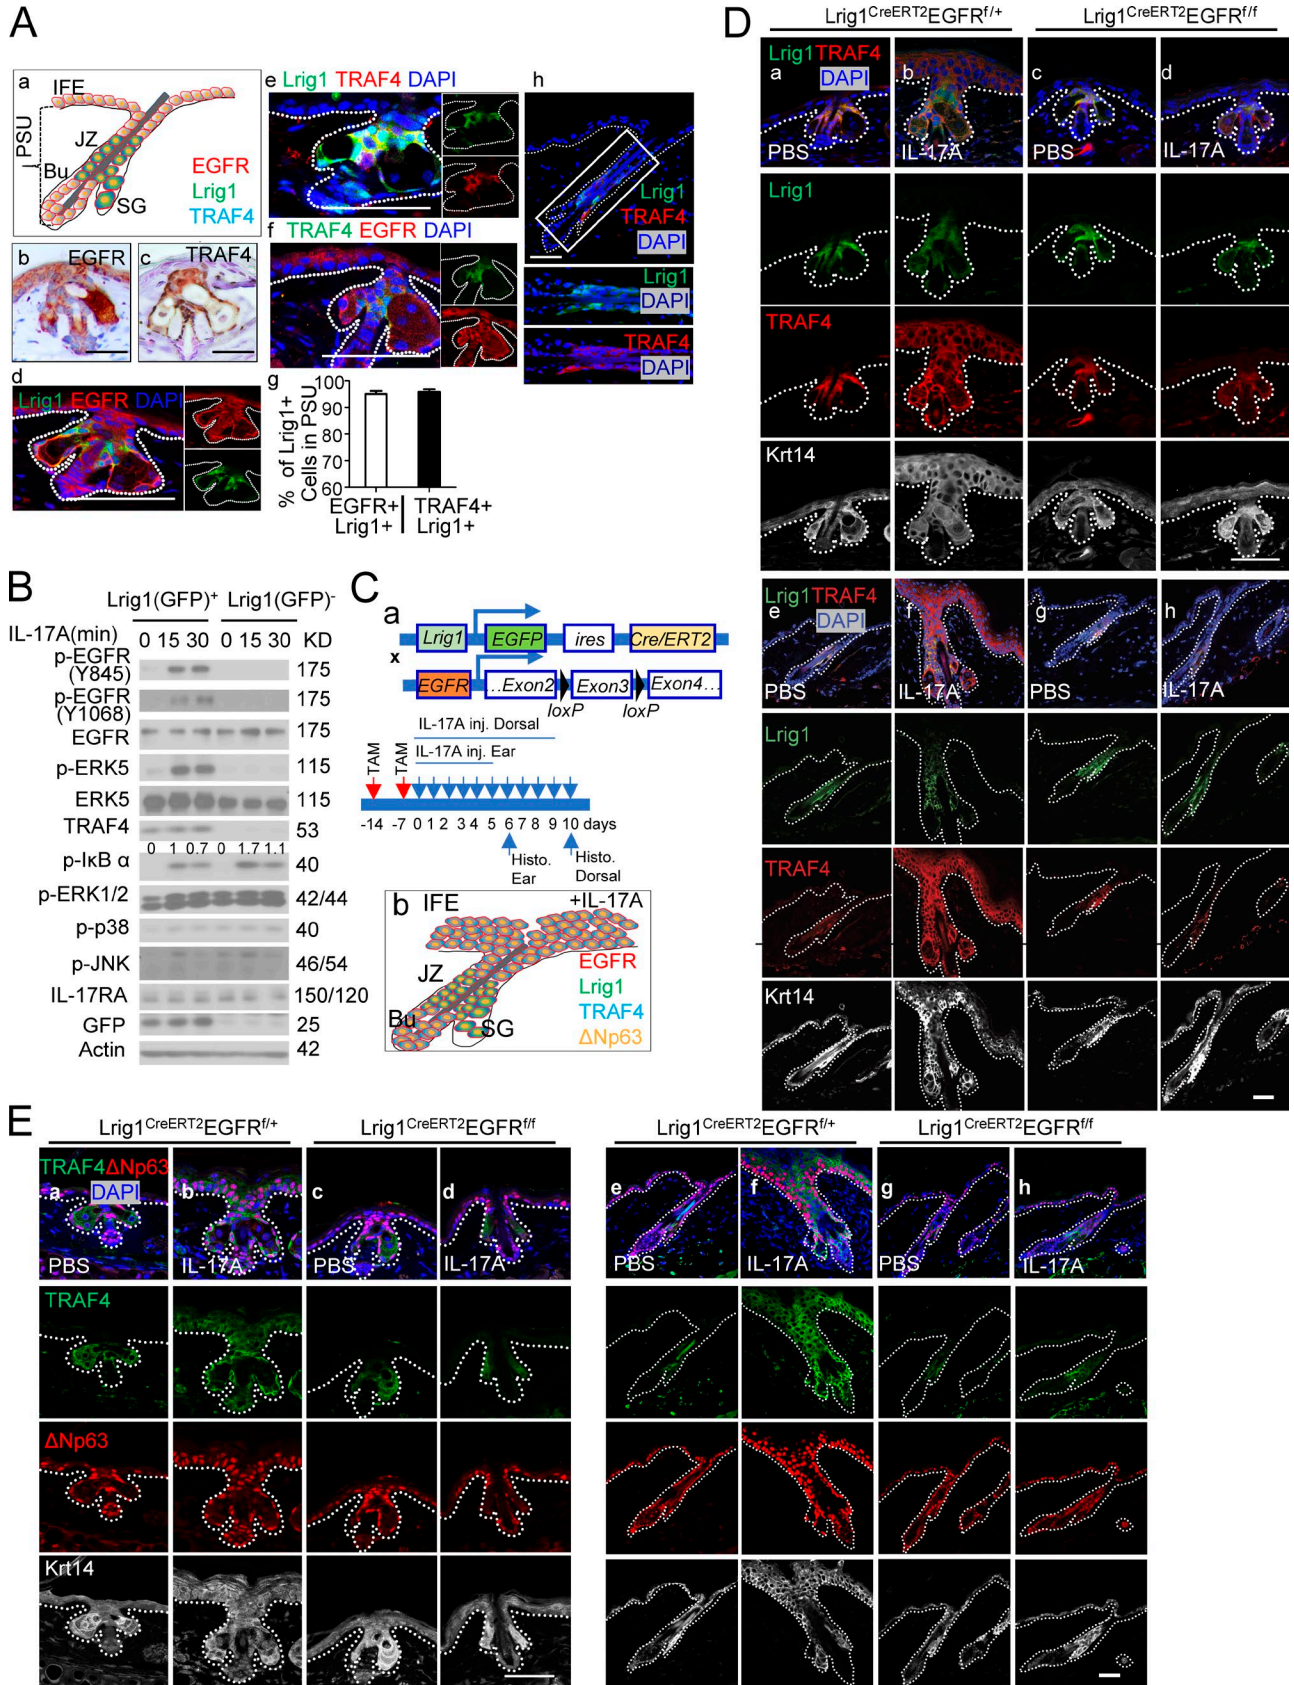 A
a
IFE
PSU
JZ
Bu
SG
EGFR
Lrig1
TRAF4
b
EGFR
c
TRAF4
d
Lrig1 EGFR DAPI
e
Lrig1 TRAF4 DAPI
f
TRAF4 EGFR DAPI
g
% of Lrig1+
Cells in PSU
100
90
80
70
60
EGFR+
Lrig1+
TRAF4+
Lrig1+
h
Lrig1
TRAF4
DAPI
Lrig1
DAPI
TRAF4
DAPI
B
Lrig1(GFP)+ Lrig1(GFP)-
IL-17A(min) 0 15 30 0 15 30 KD
p-EGFR
(Y845)
175
p-EGFR
(Y1068)
175
EGFR 175
p-ERK5 115
ERK5 115
TRAF4 53
0 1 0.7 0 1.7 1.1
p-IκB α 40
p-ERK1/2 42/44
p-p38 40
p-JNK 46/54
IL-17RA 150/120
GFP 25
Actin 42
C
a
Lrig1 EGFP ires Cre/ERT2
x
EGFR ...Exon2 Exon3 Exon4...
loxP loxP
IL-17A inj. Dorsal
IL-17A inj. Ear
TAM TAM
-14 -7 0 1 2 3 4 5 6 7 8 9 10 days
Histo.
Ear
Histo.
Dorsal
b
IFE
+IL-17A
JZ
Bu
SG
EGFR
Lrig1
TRAF4
ΔNp63
D
Lrig1CreERT2EGFRf/+ Lrig1CreERT2EGFRf/f
Lrig1TRAF4
DAPI
a b c d
PBS IL-17A PBS IL-17A
Lrig1
TRAF4
Krt14
Lrig1TRAF4
DAPI
e f g h
PBS IL-17A PBS IL-17A
Lrig1
TRAF4
Krt14
E
Lrig1CreERT2EGFRf/+ Lrig1CreERT2EGFRf/f Lrig1CreERT2EGFRf/+ Lrig1CreERT2EGFRf/f
TRAF4ΔNp63
DAPI
a b c d e f g h
PBS IL-17A PBS IL-17A PBS IL-17A PBS IL-17A
TRAF4
ΔNp63
Krt14